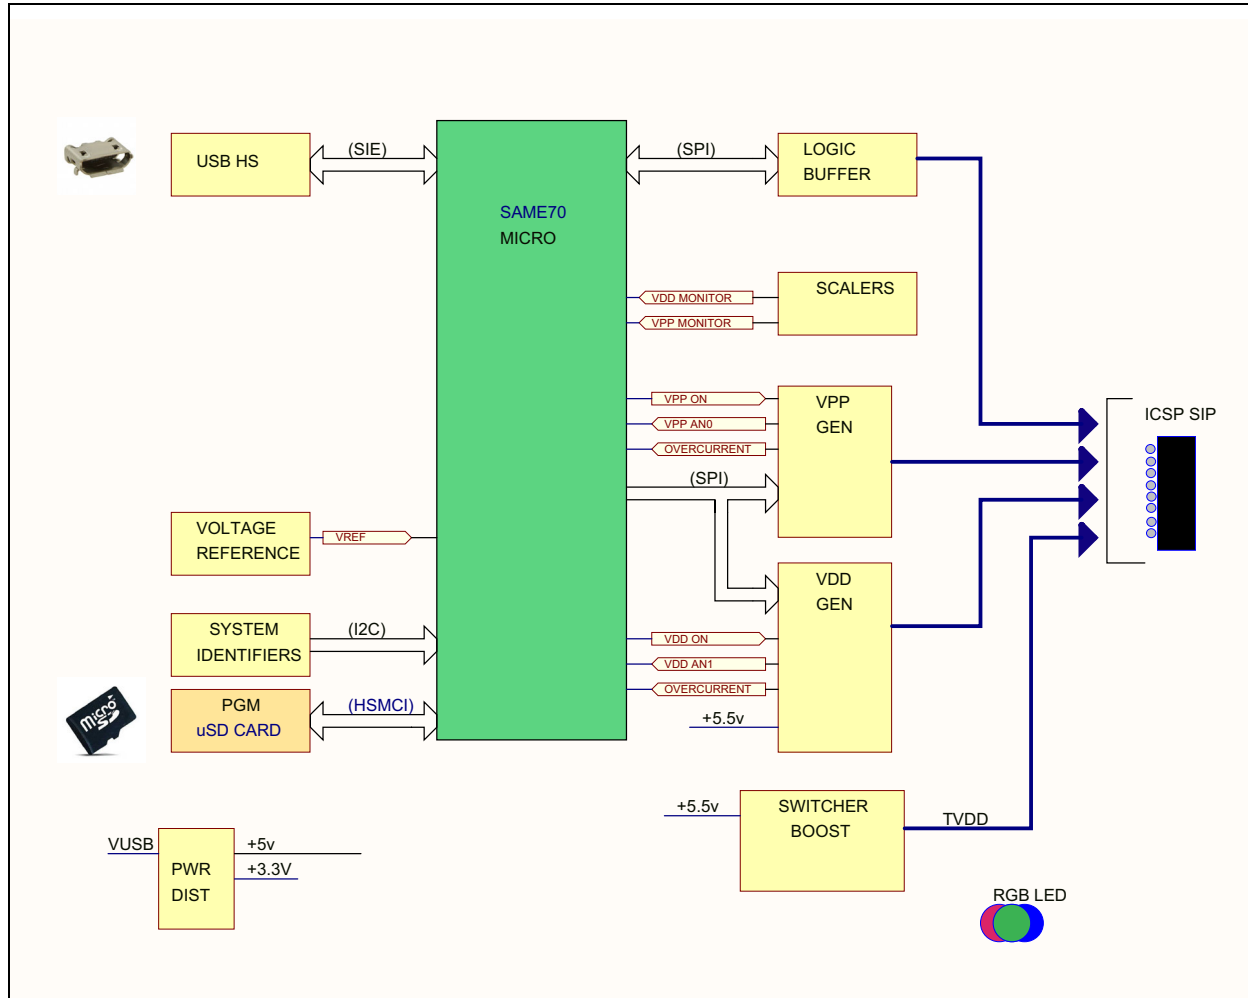 USB HS
(SIE)
(SPI)
LOGIC
BUFFER
SAME70
MICRO
VDD MONITOR
VPP MONITOR
SCALERS
VPP ON
VPP AN0
OVERCURRENT
(SPI)
VPP
GEN
ICSP SIP
VOLTAGE
REFERENCE
VREF
SYSTEM
IDENTIFIERS
(I2C)
VDD
GEN
VDD ON
VDD AN1
OVERCURRENT
+5.5v
micro
SD
PGM
uSD CARD
(HSMCI)
+5.5v
SWITCHER
BOOST
TVDD
VUSB
PWR
DIST
+5v
+3.3V
RGB LED